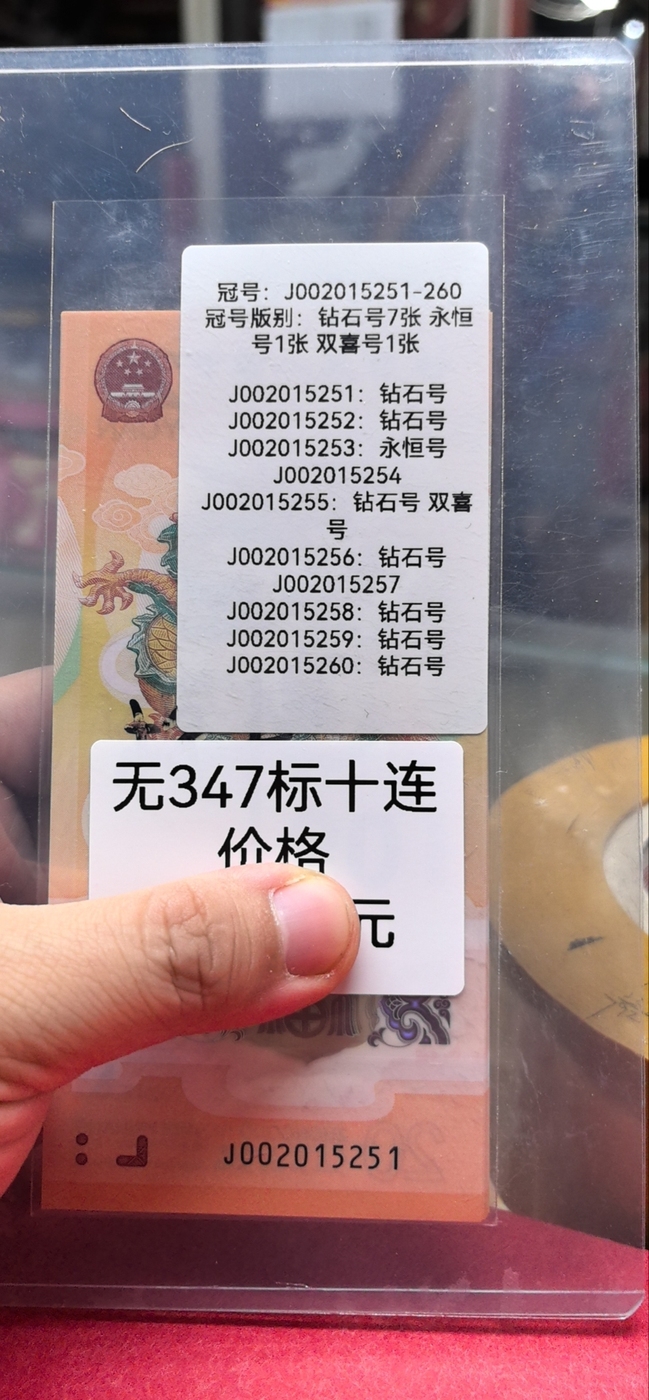 冠号：J002015251-260
冠号版别：钻石号7张 永恒
号1张 双喜号1张
J002015251：钻石号
J002015252：钻石号
J002015253：永恒号
J002015254
J002015255：钻石号 双喜
号
J002015256：钻石号
J002015257
J002015258：钻石号
J002015259：钻石号
J002015260：钻石号
无347标十连
价格
元
J002015251